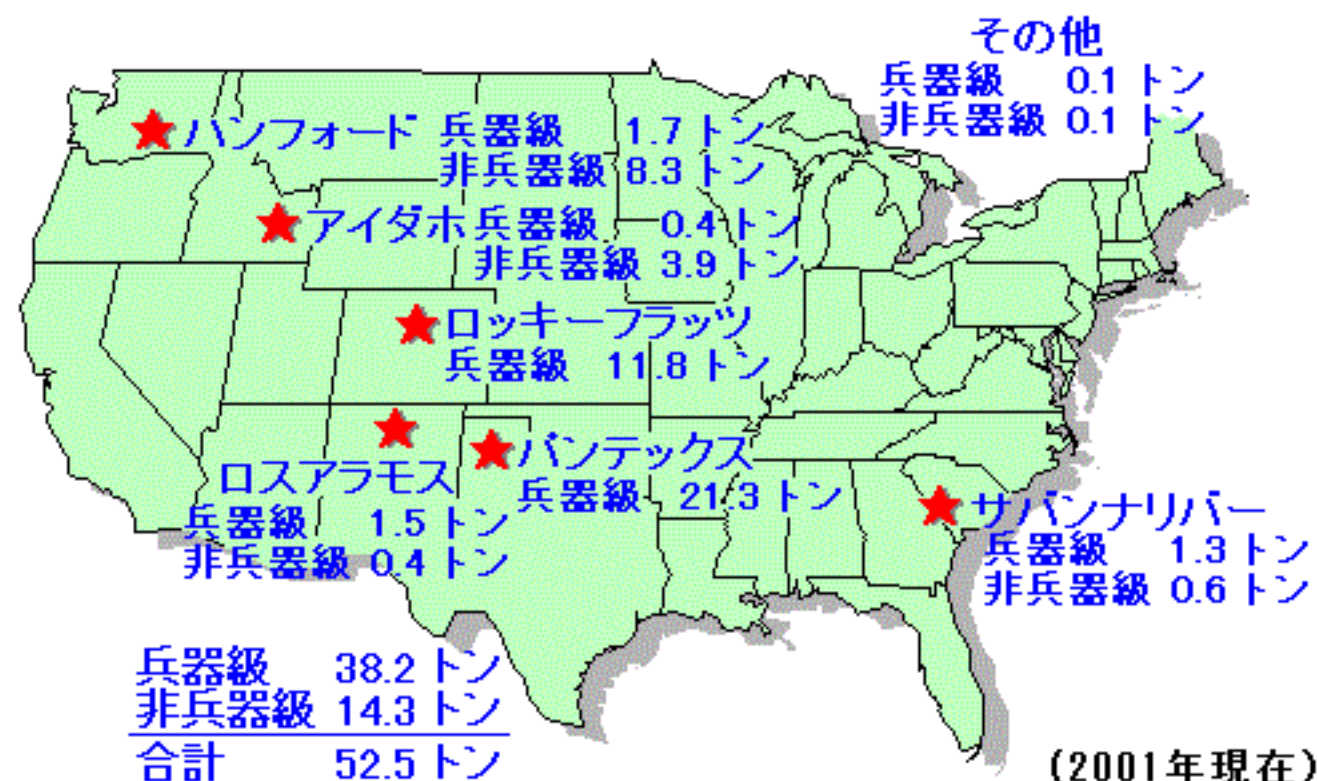 その他
兵器級 0.1 トン
非兵器級 0.1 トン
ハンフォード 兵器級 1.7 トン
非兵器級 8.3 トン
アイダホ 兵器級 0.4 トン
非兵器級 3.9 トン
ロッキーフラッツ
兵器級 11.8 トン
ロスアラモス
兵器級 1.5 トン
非兵器級 0.4 トン
パンテックス
兵器級 21.3 トン
サバンナリバー
兵器級 1.3 トン
非兵器級 0.6 トン
兵器級 38.2 トン
非兵器級 14.3 トン
合計 52.5 トン
(2001年現在)